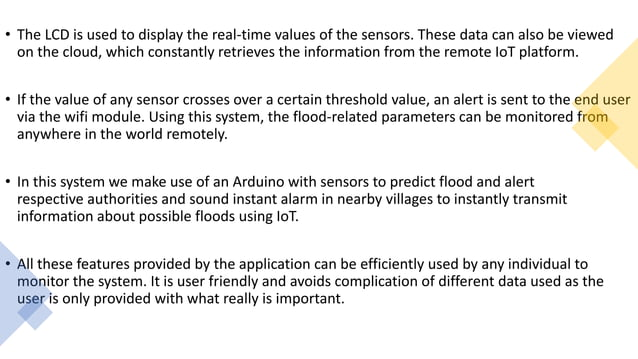 • The LCD is used to display the real-time values of the sensors. These data can also be viewed
on the cloud, which constantly retrieves the information from the remote IoT platform.
• If the value of any sensor crosses over a certain threshold value, an alert is sent to the end user
via the wifi module. Using this system, the flood-related parameters can be monitored from
anywhere in the world remotely.
• In this system we make use of an Arduino with sensors to predict flood and alert
respective authorities and sound instant alarm in nearby villages to instantly transmit
information about possible floods using IoT.
• All these features provided by the application can be efficiently used by any individual to
monitor the system. It is user friendly and avoids complication of different data used as the
user is only provided with what really is important.